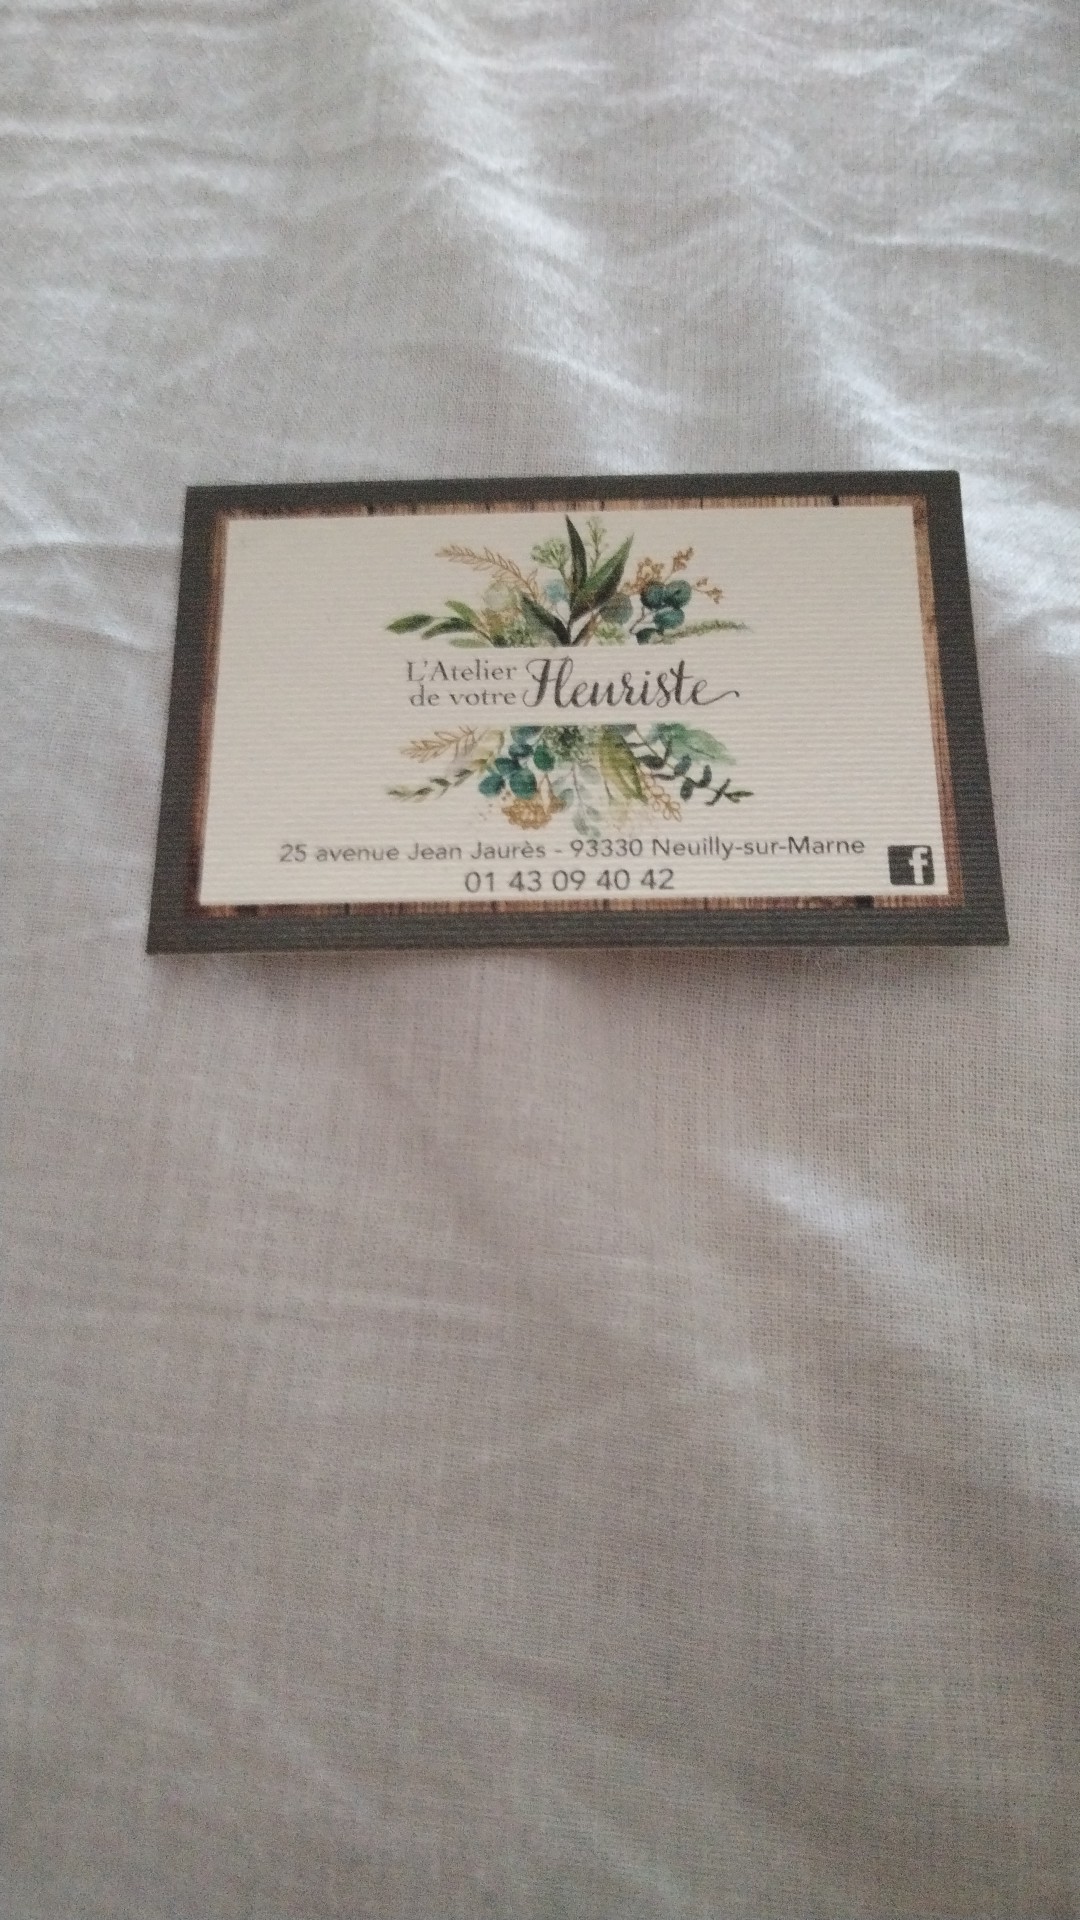 L'Atelier
de votre Fleuriste
25 avenue Jean Jaurès - 93330 Neuilly-sur-Marne
01 43 09 40 42
f